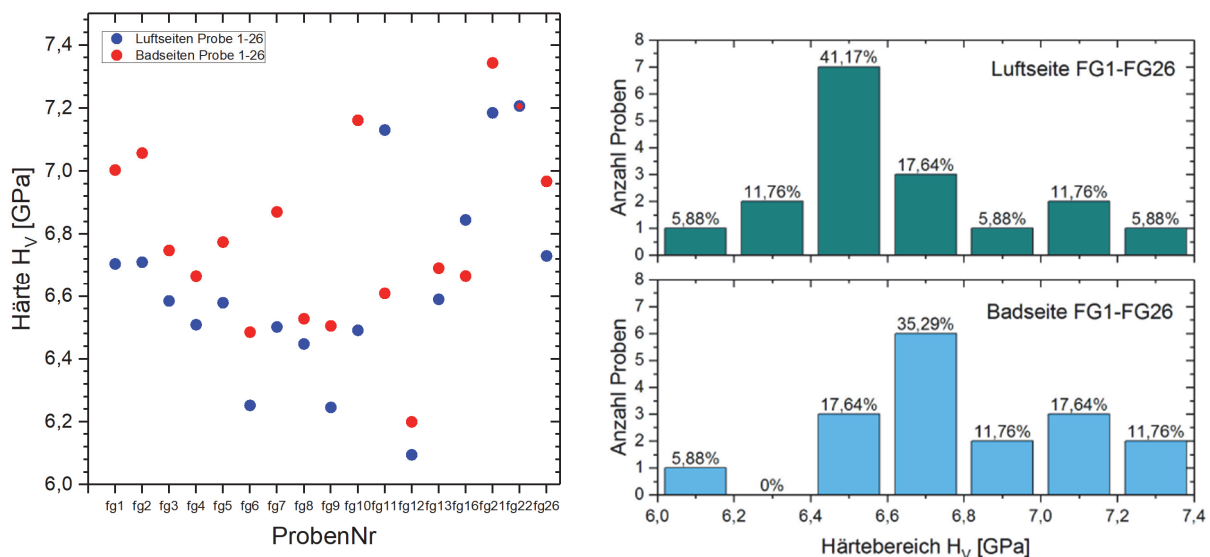 Luftseiten Probe 1-26
Badseiten Probe 1-26
7,4
7,2
7,0
6,8
6,6
6,4
6,2
6,0
Härte HV [GPa]
fg1 fg2 fg3 fg4 fg5 fg6 fg7 fg8 fg9 fg10 fg11 fg12 fg13 fg16 fg21 fg22 fg26
ProbenNr
Luftseite FG1-FG26
8
7
6
5
4
3
2
1
0
Anzahl Proben
5,88% 11,76% 41,17% 17,64% 5,88% 11,76% 5,88%
Badseite FG1-FG26
8
7
6
5
4
3
2
1
0
Anzahl Proben
5,88% 0% 17,64% 35,29% 11,76% 17,64% 11,76%
6,0 6,2 6,4 6,6 6,8 7,0 7,2 7,4
Härtebereich HV [GPa]